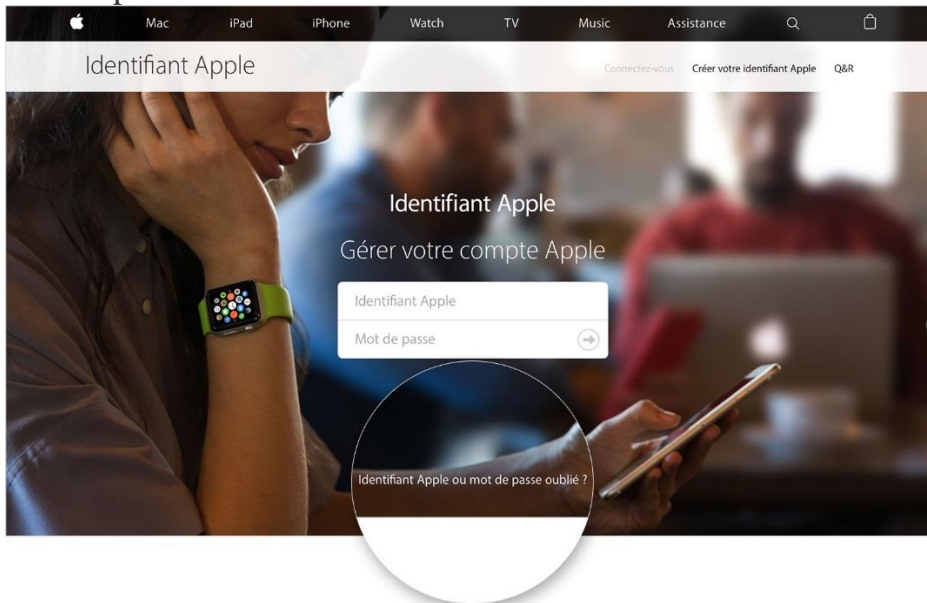 Mac iPad iPhone Watch TV Music Assistance
Identifiant Apple
Connectez-vous Créer votre identifiant Apple Q&R
Identifiant Apple
Gérer votre compte Apple
Identifiant Apple
Mot de passe
Identifiant Apple ou mot de passe oublié ?